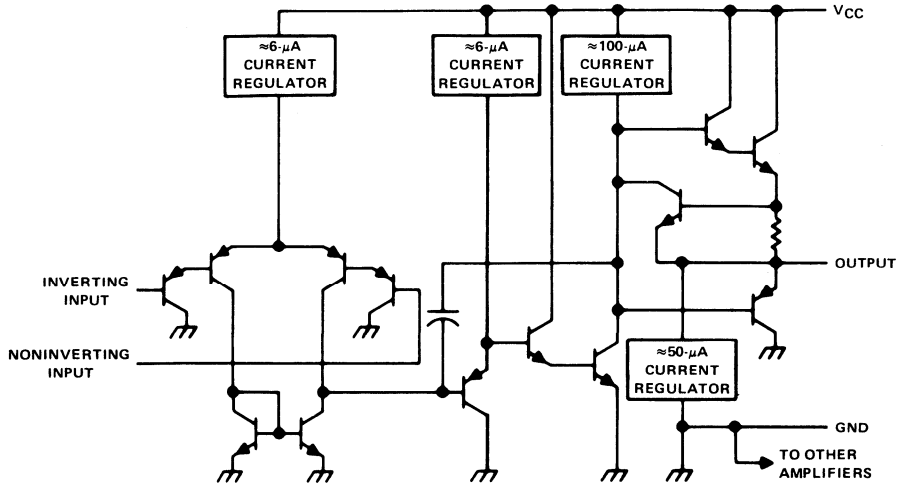 VCC
≈6-µA
CURRENT
REGULATOR
≈6-µA
CURRENT
REGULATOR
≈100-µA
CURRENT
REGULATOR
INVERTING
INPUT
OUTPUT
NONINVERTING
INPUT
≈50-µA
CURRENT
REGULATOR
GND
TO OTHER
AMPLIFIERS